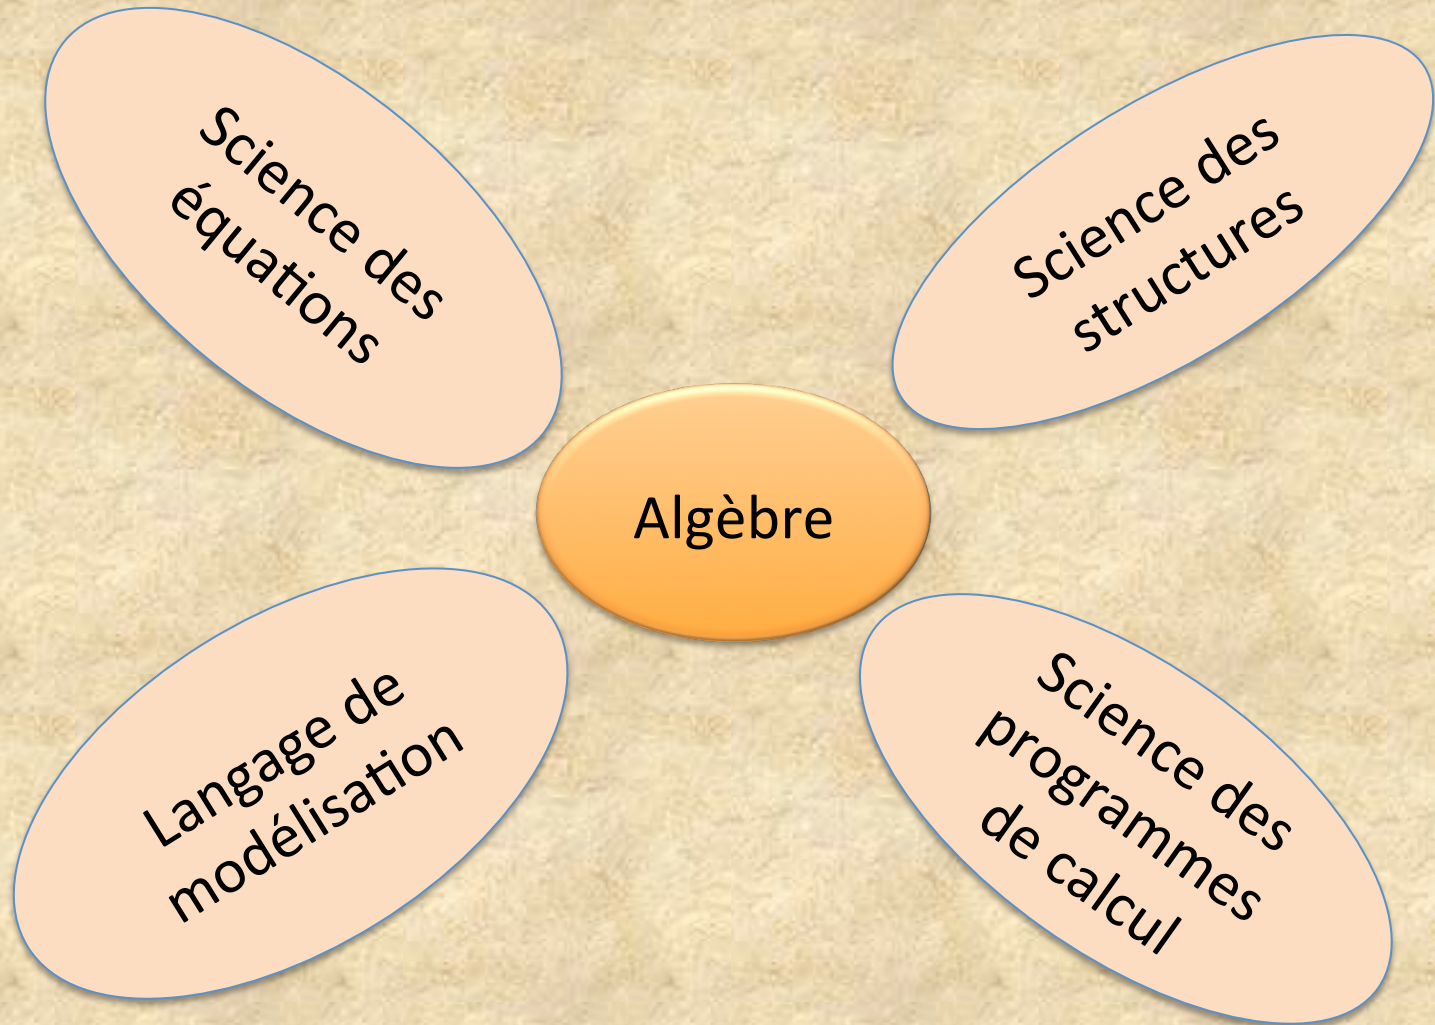 Science des
équations
Science des
structures
Algèbre
Langage de
modélisation
Science des
programmes
de calcul